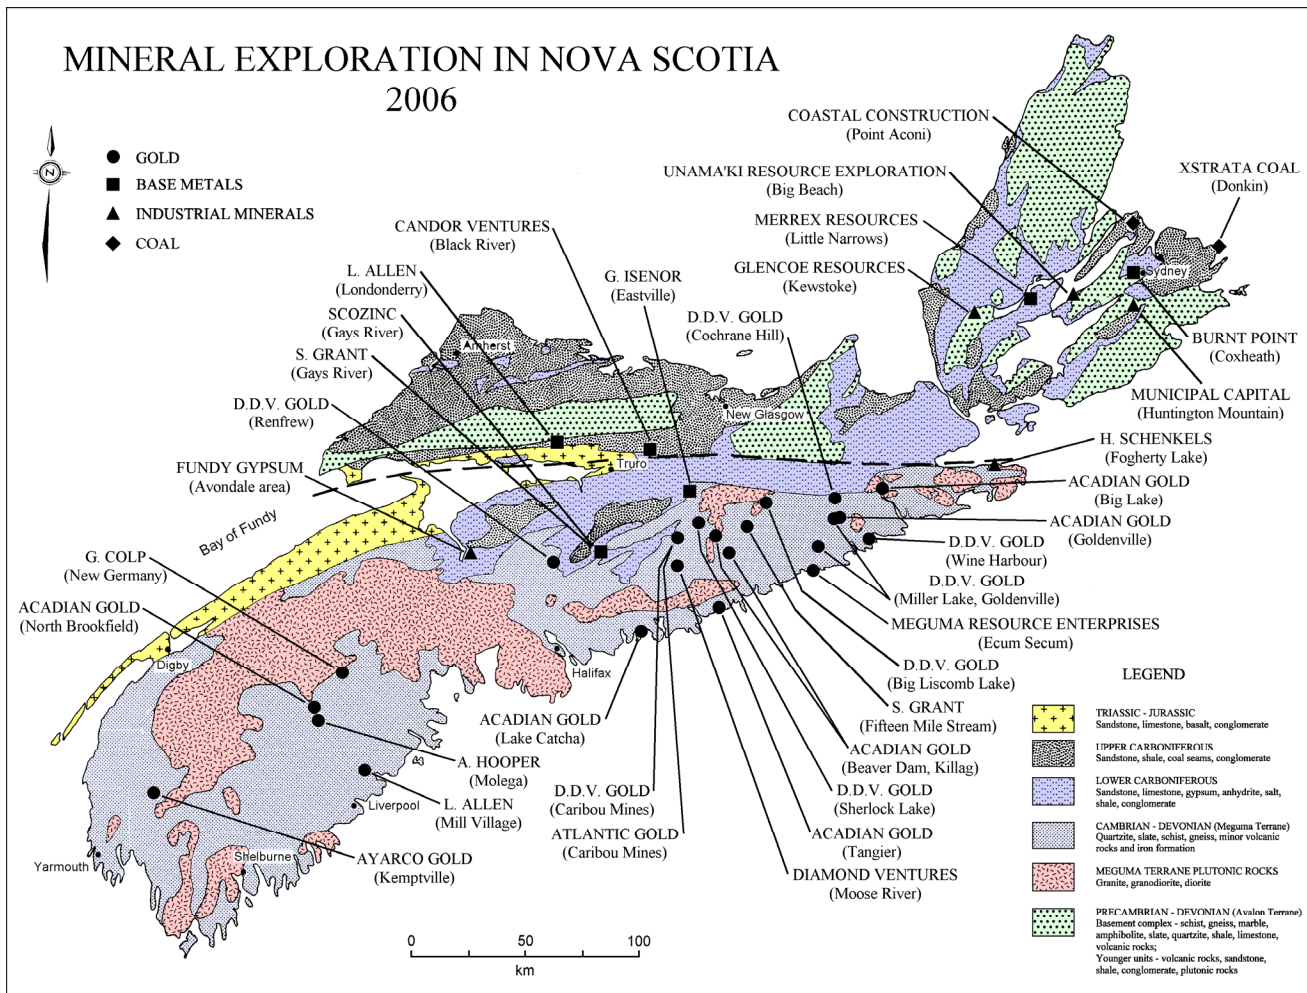 MINERAL EXPLORATION IN NOVA SCOTIA
2006
N
GOLD
BASE METALS
INDUSTRIAL MINERALS
COAL
COASTAL CONSTRUCTION
(Point Aconi)
UNAMA'KI RESOURCE EXPLORATION
(Big Beach)
XSTRATA COAL
(Donkin)
MERREX RESOURCES
(Little Narrows)
GLENCOE RESOURCES
(Kewstoke)
CANDOR VENTURES
(Black River)
L. ALLEN
(Londonderry)
G. ISENOR
(Eastville)
SCOZINC
(Gays River)
D.D.V. GOLD
(Cochrane Hill)
S. GRANT
(Gays River)
D.D.V. GOLD
(Renfrew)
FUNDY GYPSUM
(Avondale area)
Sydney
BURNT POINT
(Coxheath)
MUNICIPAL CAPITAL
(Huntington Mountain)
Amherst
New Glasgow
Truro
H. SCHENKELS
(Fogherty Lake)
ACADIAN GOLD
(Big Lake)
ACADIAN GOLD
(Goldenville)
D.D.V. GOLD
(Wine Harbour)
D.D.V. GOLD
(Miller Lake, Goldenville)
MEGUMA RESOURCE ENTERPRISES
(Ecum Secum)
D.D.V. GOLD
(Big Liscomb Lake)
S. GRANT
(Fifteen Mile Stream)
ACADIAN GOLD
(Beaver Dam, Killag)
D.D.V. GOLD
(Sherlock Lake)
ACADIAN GOLD
(Tangier)
DIAMOND VENTURES
(Moose River)
Bay of Fundy
G. COLP
(New Germany)
ACADIAN GOLD
(North Brookfield)
Digby
Halifax
ACADIAN GOLD
(Lake Catcha)
A. HOOPER
(Molega)
D.D.V. GOLD
(Caribou Mines)
ATLANTIC GOLD
(Caribou Mines)
L. ALLEN
(Mill Village)
Liverpool
AYARCO GOLD
(Kemptville)
Shelburne
Yarmouth
0 50 100
km
LEGEND
TRIASSIC - JURASSIC
Sandstone, limestone, basalt, conglomerate
UPPER CARBONIFEROUS
Sandstone, shale, coal seams, conglomerate
LOWER CARBONIFEROUS
Sandstone, limestone, gypsum, anhydrite, salt,
shale, conglomerate
CAMBRIAN - DEVONIAN (Meguma Terrane)
Quartzite, slate, schist, gneiss, minor volcanic
rocks and iron formation
MEGUMA TERRANE PLUTONIC ROCKS
Granite, granodiorite, diorite
PRECAMBRIAN - DEVONIAN (Avalon Terrane)
Basement complex - schist, gneiss, marble,
amphibolite, slate, quartzite, shale, limestone,
volcanic rocks;
Younger units - volcanic rocks, sandstone,
shale, conglomerate, plutonic rocks